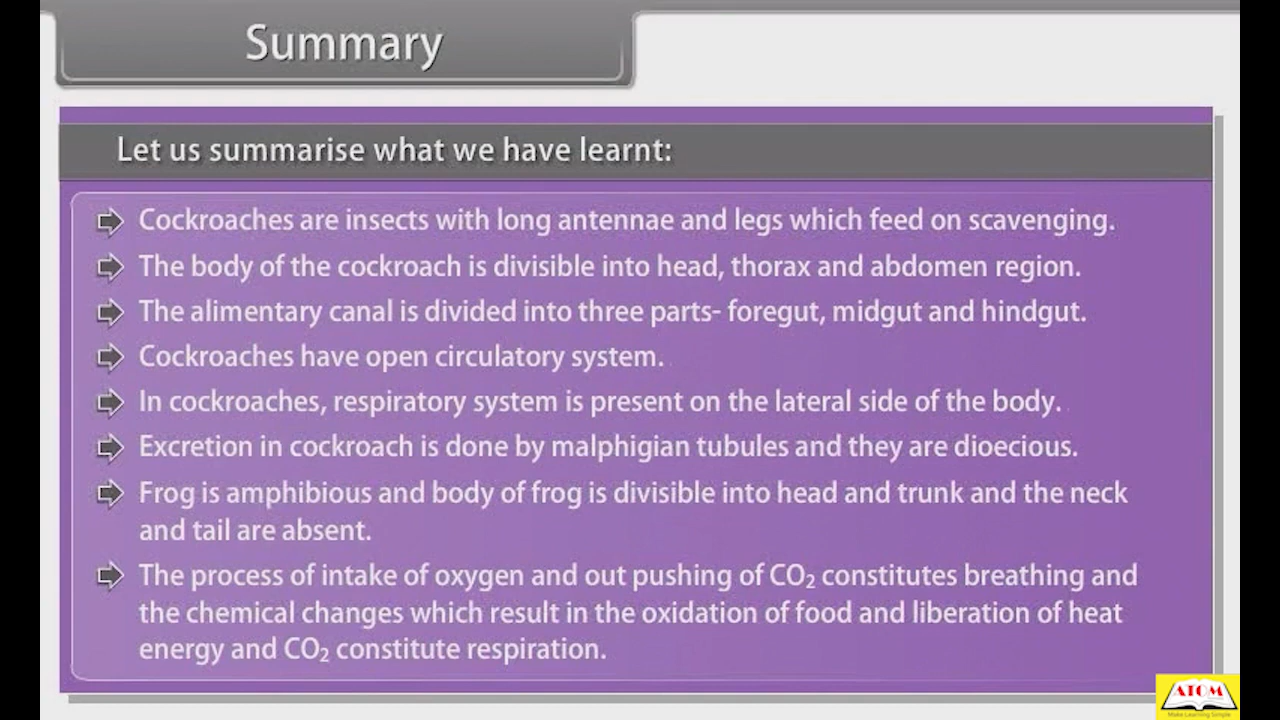 Summary
Let us summarise what we have learnt:
Cockroaches are insects with long antennae and legs which feed on scavenging.
The body of the cockroach is divisible into head, thorax and abdomen region.
The alimentary canal is divided into three parts- foregut, midgut and hindgut.
Cockroaches have open circulatory system.
In cockroaches, respiratory system is present on the lateral side of the body.
Excretion in cockroach is done by malphigian tubules and they are dioecious.
Frog is amphibious and body of frog is divisible into head and trunk and the neck
and tail are absent.
The process of intake of oxygen and out pushing of CO₂ constitutes breathing and
the chemical changes which result in the oxidation of food and liberation of heat
energy and CO₂ constitute respiration.
ATOM
Make Learning Simple